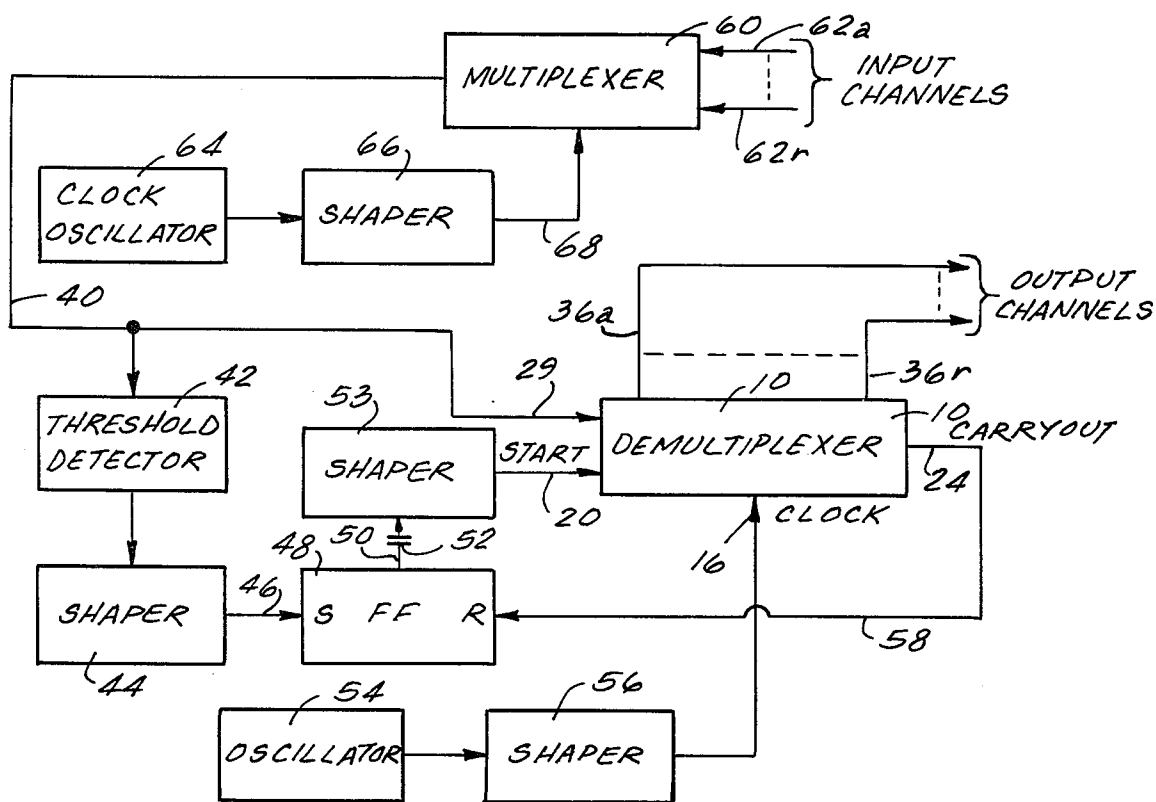 60
62a
MULTIPLEXER
INPUT
CHANNELS
62r
64
66
CLOCK
OSCILLATOR
SHAPER
68
40
36a
OUTPUT
CHANNELS
42
29
10
36r
10
53
THRESHOLD
DETECTOR
SHAPER
START
DEMULTIPLEXER
CARRYOUT
20
24
CLOCK
16
50
52
48
46
SHAPER
S FF R
58
44
54
56
OSCILLATOR
SHAPER